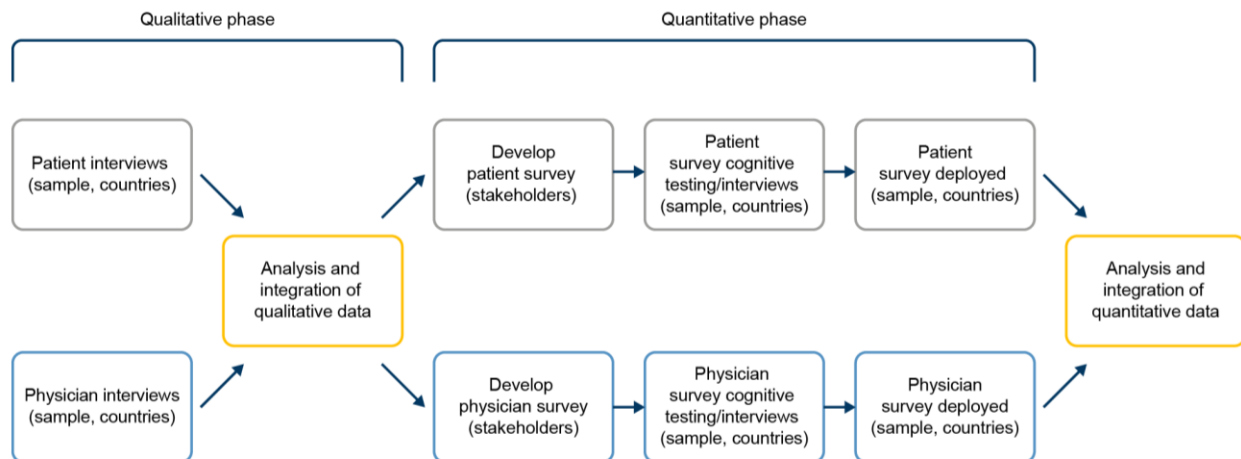 Qualitative phase
Quantitative phase
Patient interviews
(sample, countries)
Develop
patient survey
(stakeholders)
Patient
survey cognitive
testing/interviews
(sample, countries)
Patient
survey deployed
(sample, countries)
Analysis and
integration of
qualitative data
Analysis and
integration of
quantitative data
Physician interviews
(sample, countries)
Develop
physician survey
(stakeholders)
Physician
survey cognitive
testing/interviews
(sample, countries)
Physician
survey deployed
(sample, countries)